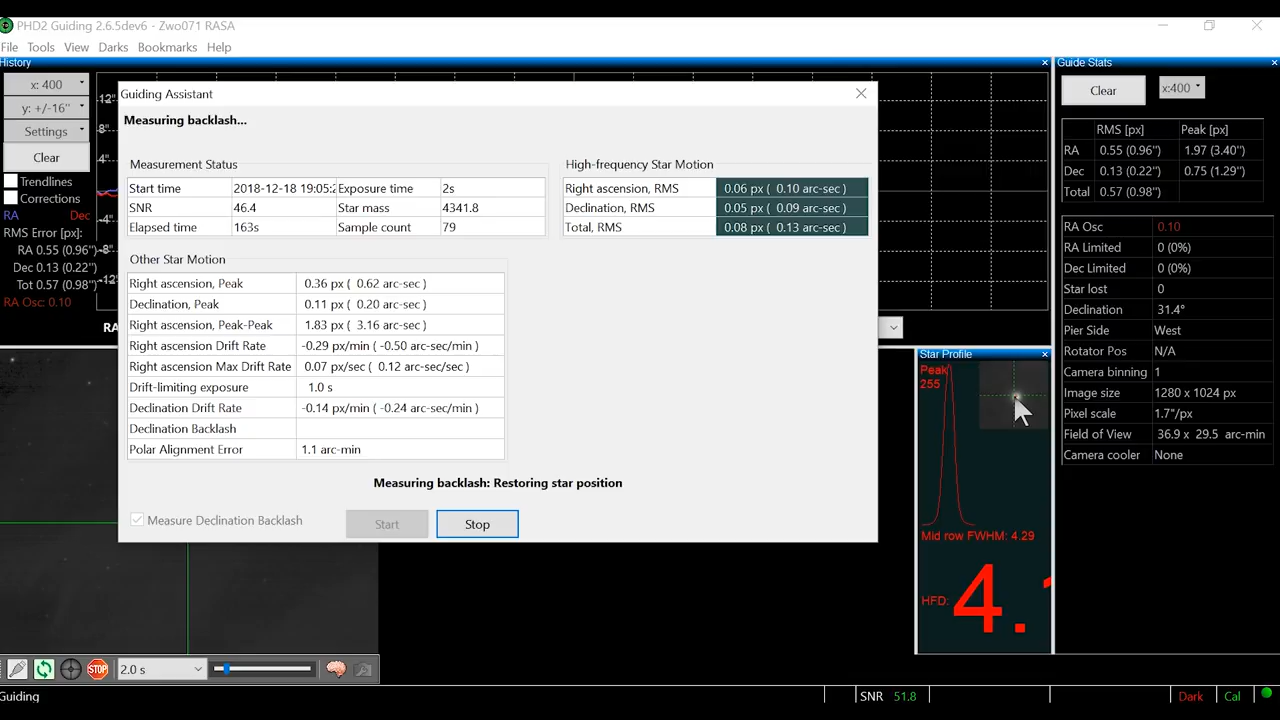 PHD2 Guiding 2.6.5dev6 - Zwo071 RASA
File Tools View Darks Bookmarks Help
History
Guide Stats
x: 400
y: +/-16"
Settings
Clear
Trendlines
Corrections
RA Dec
RMS Error [px]:
RA 0.55 (0.96")
Dec 0.13 (0.22")
Tot 0.57 (0.98")
RA Osc: 0.10
12"
8"
4"
-4"
-8"
-12"
RA
Guiding Assistant
Measuring backlash...
Measurement Status
Start time 2018-12-18 19:05:2 Exposure time 2s
SNR 46.4 Star mass 4341.8
Elapsed time 163s Sample count 79
High-frequency Star Motion
Right ascension, RMS 0.06 px ( 0.10 arc-sec )
Declination, RMS 0.05 px ( 0.09 arc-sec )
Total, RMS 0.08 px ( 0.13 arc-sec )
Other Star Motion
Right ascension, Peak 0.36 px ( 0.62 arc-sec )
Declination, Peak 0.11 px ( 0.20 arc-sec )
Right ascension, Peak-Peak 1.83 px ( 3.16 arc-sec )
Right ascension Drift Rate -0.29 px/min ( -0.50 arc-sec/min )
Right ascension Max Drift Rate 0.07 px/sec ( 0.12 arc-sec/sec )
Drift-limiting exposure 1.0 s
Declination Drift Rate -0.14 px/min ( -0.24 arc-sec/min )
Declination Backlash
Polar Alignment Error 1.1 arc-min
Measuring backlash: Restoring star position
Measure Declination Backlash
Start
Stop
Clear
x:400
RMS [px] Peak [px]
RA 0.55 (0.96") 1.97 (3.40")
Dec 0.13 (0.22") 0.75 (1.29")
Total 0.57 (0.98")
RA Osc 0.10
RA Limited 0 (0%)
Dec Limited 0 (0%)
Star lost 0
Declination 31.4°
Pier Side West
Rotator Pos N/A
Camera binning 1
Image size 1280 x 1024 px
Pixel scale 1.7"/px
Field of View 36.9 x 29.5 arc-min
Camera cooler None
Star Profile
Peak
255
Mid row FWHM: 4.29
HFD: 4.
STOP
2.0 s
Guiding
SNR 51.8
Dark
Cal